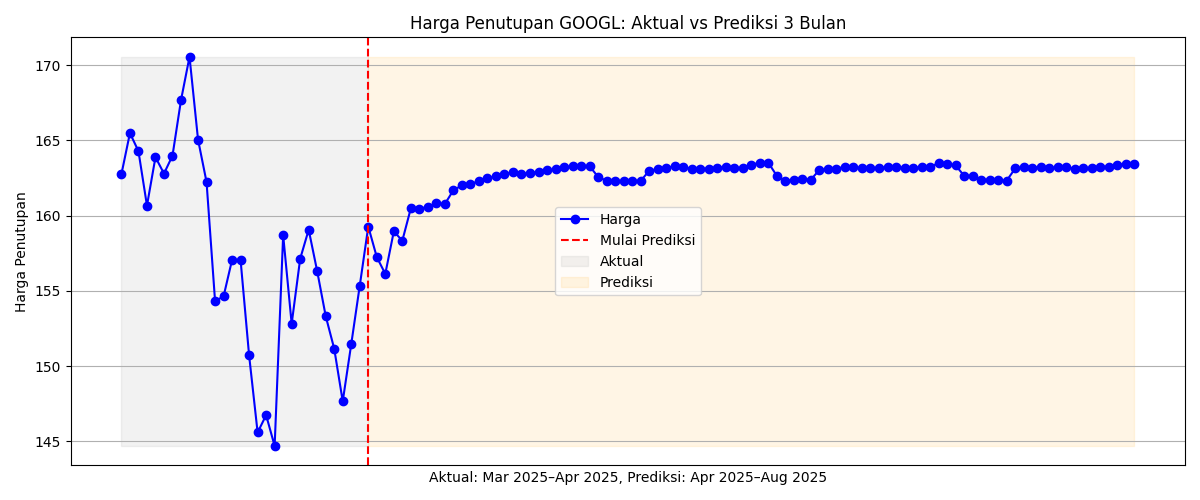 Harga Penutupan GOOGL: Aktual vs Prediksi 3 Bulan
Harga Penutupan
170
165
160
155
150
145
Harga
Mulai Prediksi
Aktual
Prediksi
Aktual: Mar 2025–Apr 2025, Prediksi: Apr 2025–Aug 2025